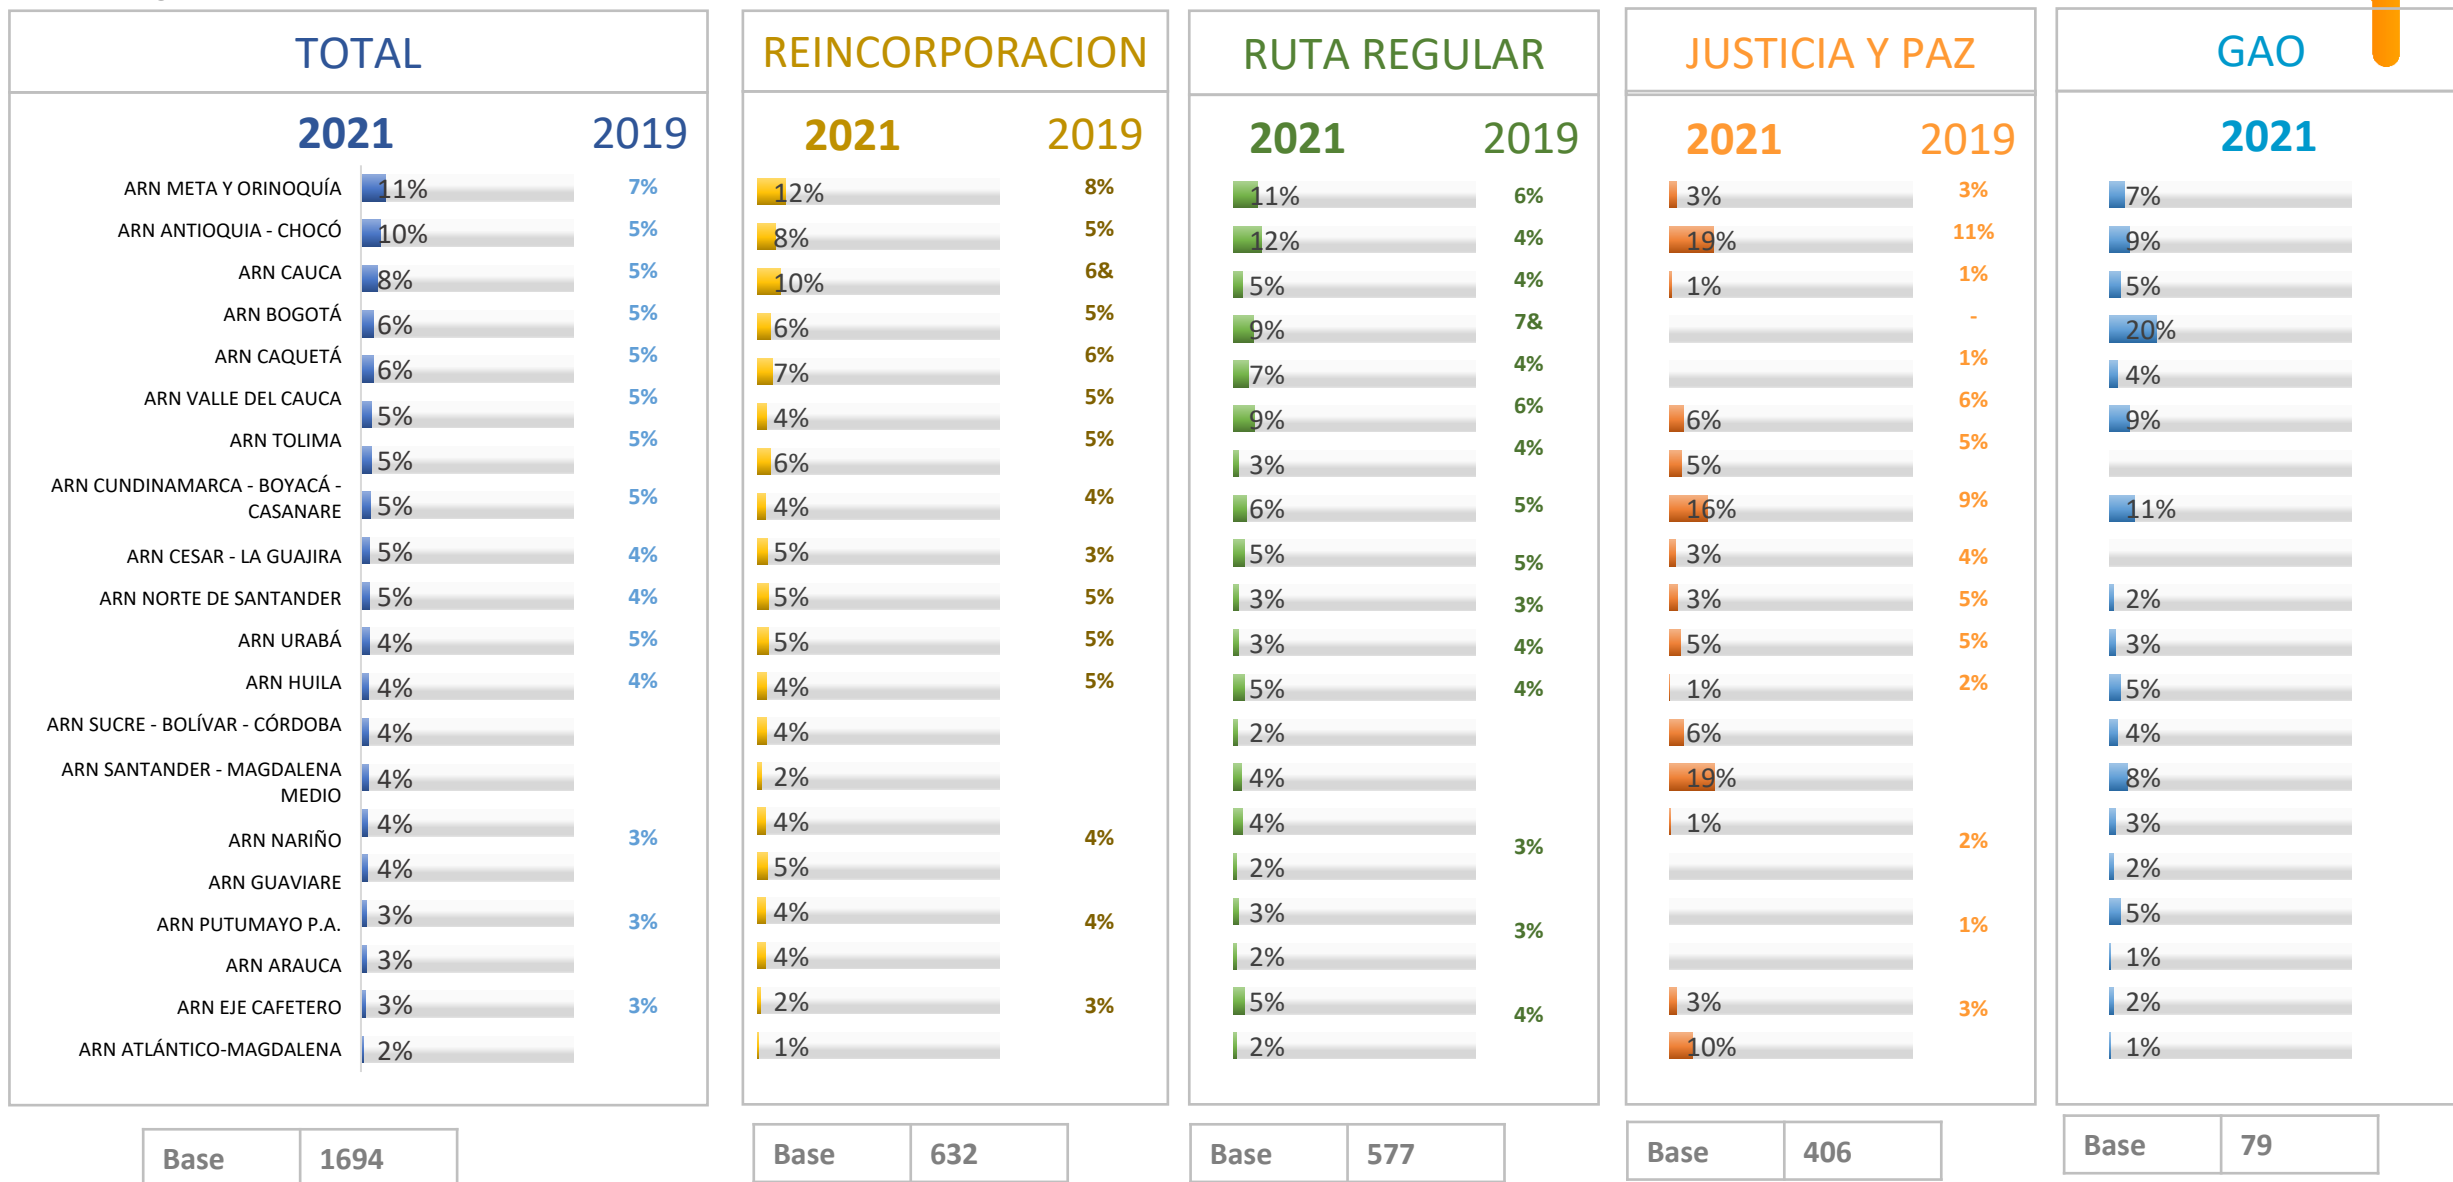 TOTAL
2021 2019
ARN META Y ORINOQUÍA 11% 7%
ARN ANTIOQUIA - CHOCÓ 10% 5%
ARN CAUCA 8% 5%
ARN BOGOTÁ 6% 5%
ARN CAQUETÁ 6% 5%
ARN VALLE DEL CAUCA 5% 5%
ARN TOLIMA 5% 5%
ARN CUNDINAMARCA - BOYACÁ -
CASANARE 5% 5%
ARN CESAR - LA GUAJIRA 5% 4%
ARN NORTE DE SANTANDER 5% 4%
ARN URABÁ 4% 5%
ARN HUILA 4% 4%
ARN SUCRE - BOLÍVAR - CÓRDOBA 4%
ARN SANTANDER - MAGDALENA
MEDIO 4%
ARN NARIÑO 4% 3%
ARN GUAVIARE 4%
ARN PUTUMAYO P.A. 3% 3%
ARN ARAUCA 3%
ARN EJE CAFETERO 3% 3%
ARN ATLÁNTICO-MAGDALENA 2%
Base 1694
REINCORPORACION
2021 2019
12% 8%
8% 5%
10% 6&
6% 5%
7% 6%
4% 5%
6% 5%
4% 4%
5% 3%
5% 5%
5% 5%
4% 5%
4%
2%
4% 4%
5%
4% 4%
4%
2% 3%
1%
Base 632
RUTA REGULAR
2021 2019
11% 6%
12% 4%
5% 4%
9% 7&
7% 4%
9% 6%
3% 4%
6% 5%
5% 5%
3% 3%
3% 4%
5% 4%
2%
4%
4% 3%
2%
3% 3%
2%
5% 4%
2%
Base 577
JUSTICIA Y PAZ
2021 2019
3% 3%
19% 11%
1% 1%
-
1%
6% 6%
5% 5%
16% 9%
3% 4%
3% 5%
5% 5%
1% 2%
6%
19%
1% 2%
1%
3% 3%
10%
Base 406
GAO
2021
7%
9%
5%
20%
4%
9%
11%
2%
3%
5%
4%
8%
3%
2%
5%
1%
2%
1%
Base 79